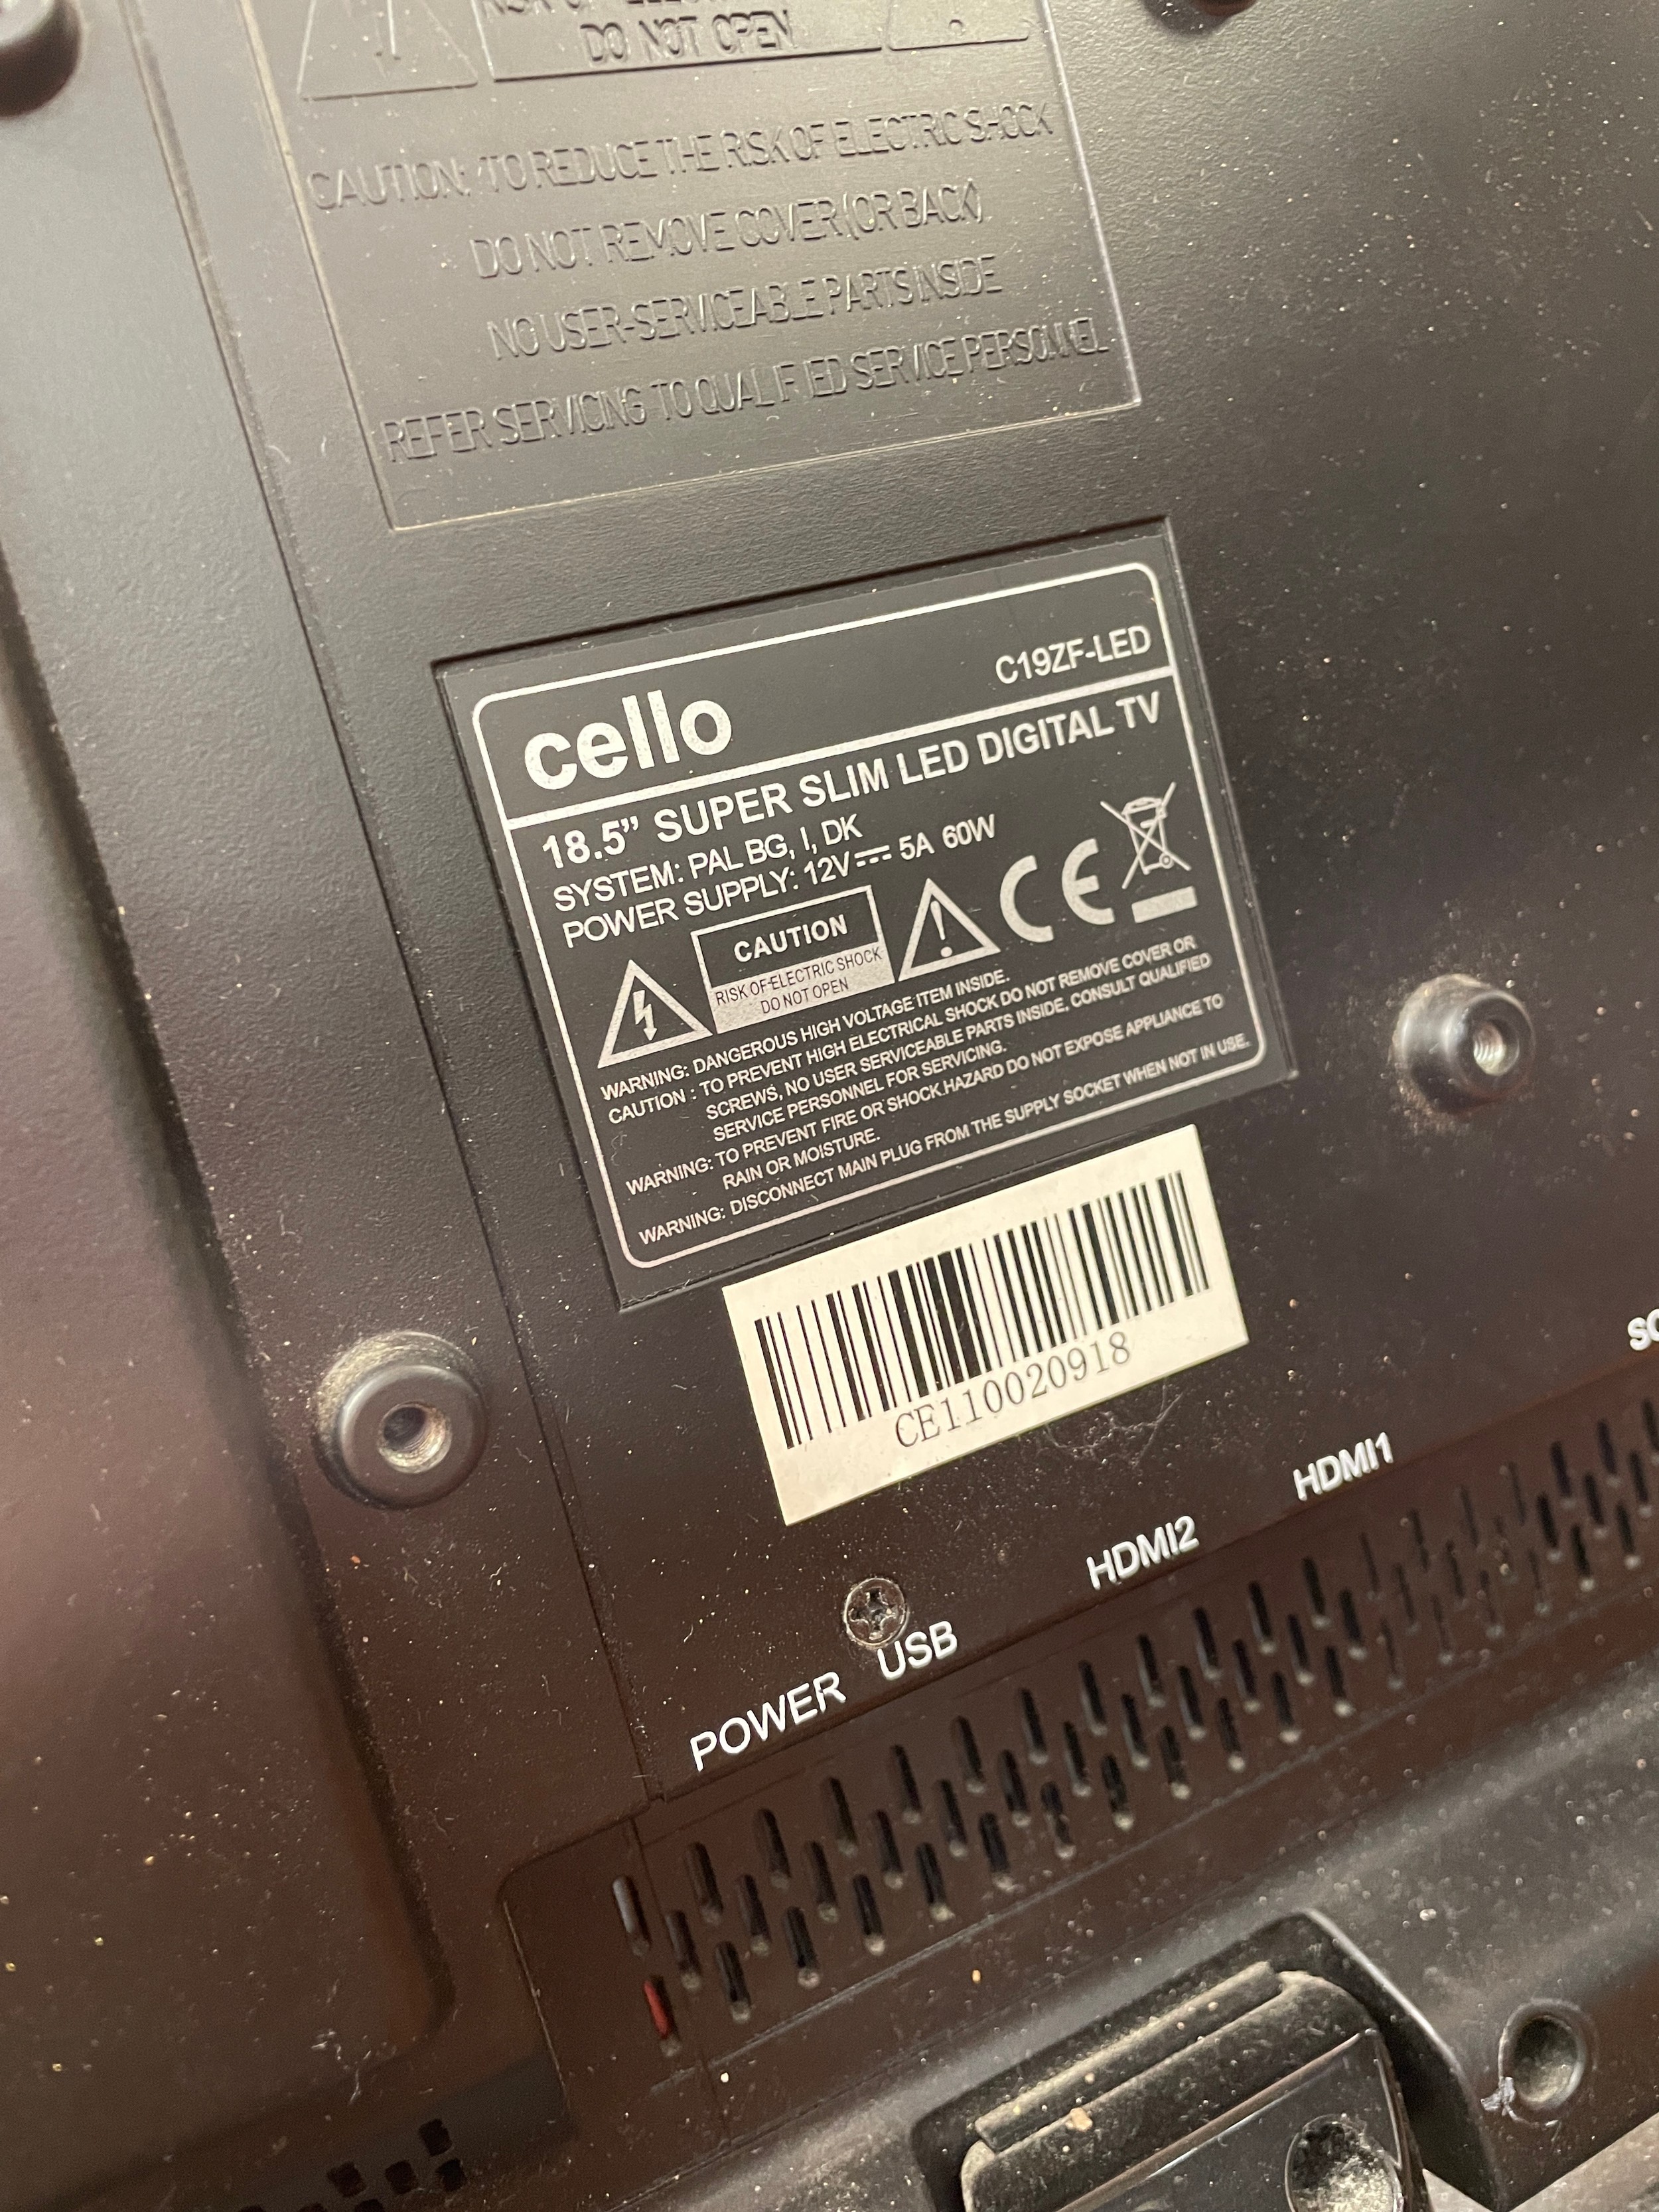 DO NOT OPEN
CAUTION: TO REDUCE THE RISK OF ELECTRIC SHOCK
DO NOT REMOVE COVER (OR BACK)
NO USER-SERVICEABLE PARTS INSIDE
REFER SERVICING TO QUALIFIED SERVICE PERSONNEL
cello C19ZF-LED
18.5” SUPER SLIM LED DIGITAL TV
SYSTEM: PAL BG, I, DK
POWER SUPPLY: 12V⎓ 5A 60W
CAUTION
RISK OF ELECTRIC SHOCK
DO NOT OPEN
CE
WARNING: DANGEROUS HIGH VOLTAGE ITEM INSIDE.
CAUTION : TO PREVENT HIGH ELECTRICAL SHOCK DO NOT REMOVE COVER OR
SCREWS, NO USER SERVICEABLE PARTS INSIDE, CONSULT QUALIFIED
SERVICE PERSONNEL FOR SERVICING.
WARNING: TO PREVENT FIRE OR SHOCK.HAZARD DO NOT EXPOSE APPLIANCE TO
RAIN OR MOISTURE.
WARNING: DISCONNECT MAIN PLUG FROM THE SUPPLY SOCKET WHEN NOT IN USE.
CE110020918
POWER USB HDMI2 HDMI1